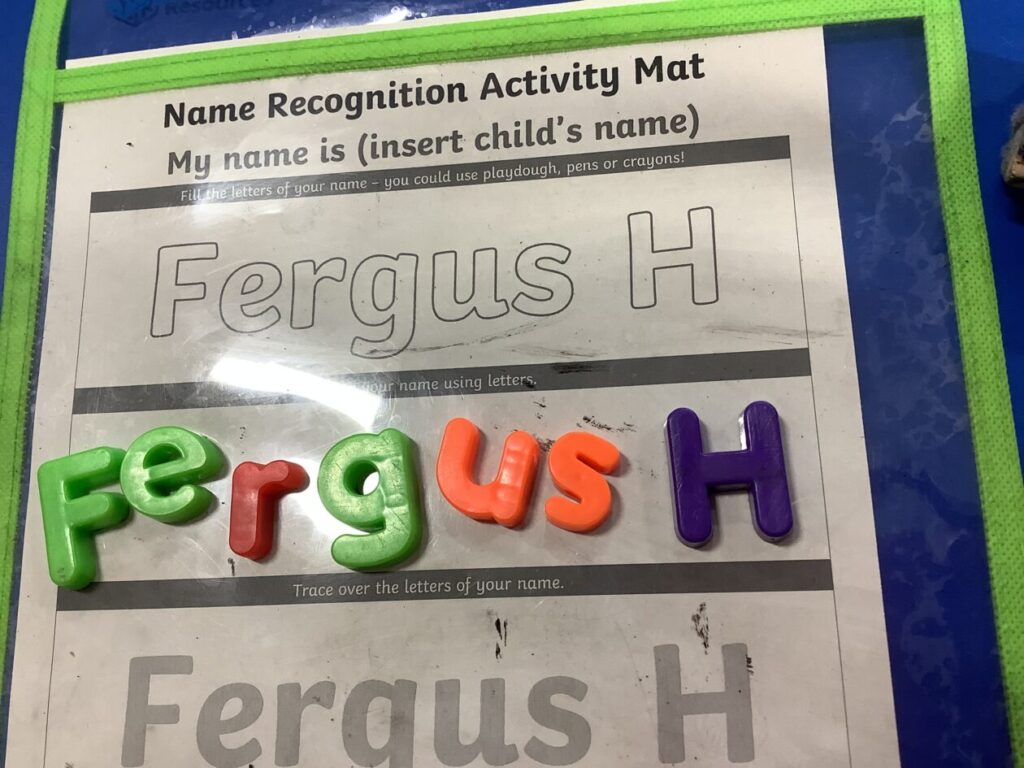 Resources
Name Recognition Activity Mat
My name is (insert child's name)
Fill the letters of your name – you could use playdough, pens or crayons!
Fergus H
your name using letters.
Fergus H
Trace over the letters of your name.
Fergus H